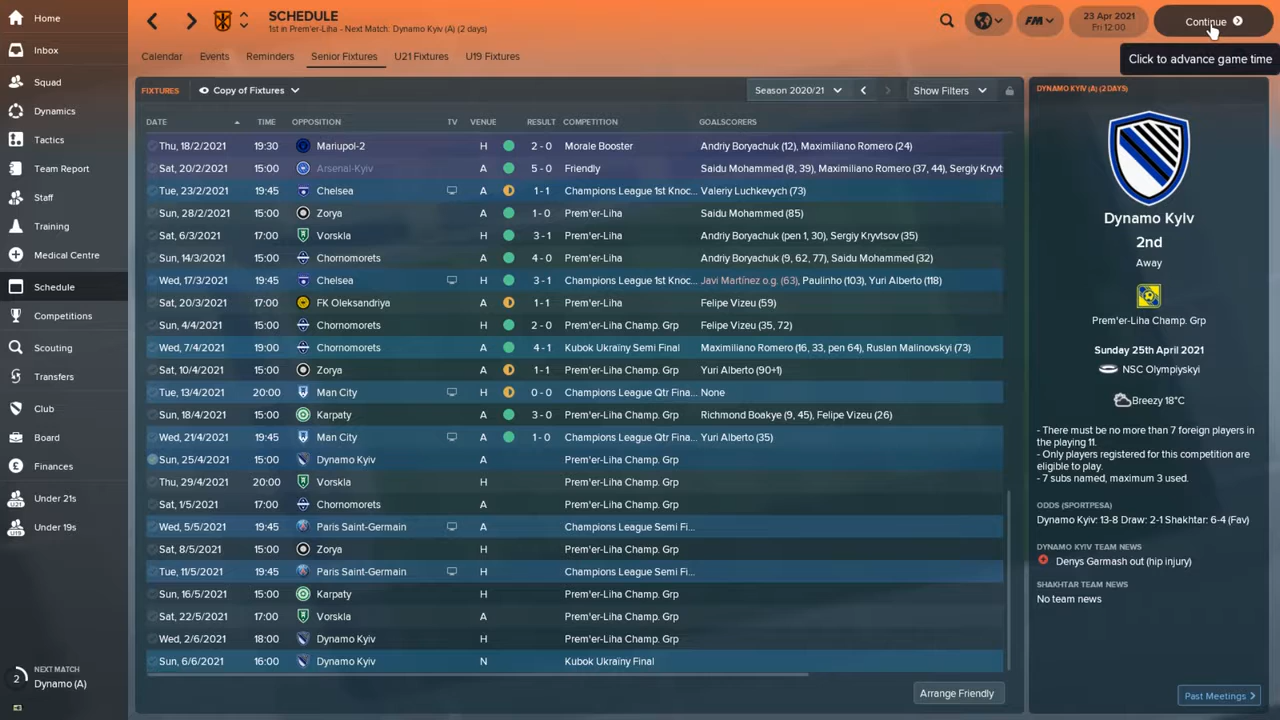 Home
Inbox
Squad
Dynamics
Tactics
Team Report
Staff
Training
Medical Centre
Schedule
Competitions
Scouting
Transfers
Club
Board
Finances
Under 21s
Under 19s
2
NEXT MATCH
Dynamo (A)
SCHEDULE
1st in Prem'er-Liha - Next Match: Dynamo Kyiv (A) (2 days)
FM
23 Apr 2021
Fri 12:00
Continue
Click to advance game time
Calendar Events Reminders Senior Fixtures U21 Fixtures U19 Fixtures
FIXTURES Copy of Fixtures Season 2020/21 Show Filters
DATE TIME OPPOSITION TV VENUE RESULT COMPETITION GOALSCORERS
Thu, 18/2/2021 19:30 Mariupol-2 H 2 - 0 Morale Booster Andriy Boryachuk (12), Maximiliano Romero (24)
Sat, 20/2/2021 15:00 Arsenal-Kyiv A 5 - 0 Friendly Saidu Mohammed (8, 39), Maximiliano Romero (37, 44), Sergiy Kryvt
Tue, 23/2/2021 19:45 Chelsea A 1 - 1 Champions League 1st Knoc... Valeriy Luchkevych (73)
Sun, 28/2/2021 15:00 Zorya A 1 - 0 Prem'er-Liha Saidu Mohammed (85)
Sat, 6/3/2021 17:00 Vorskla H 3 - 1 Prem'er-Liha Andriy Boryachuk (pen 1, 30), Sergiy Kryvtsov (35)
Sun, 14/3/2021 15:00 Chornomorets A 4 - 0 Prem'er-Liha Andriy Boryachuk (9, 62, 77), Saidu Mohammed (32)
Wed, 17/3/2021 19:45 Chelsea H 3 - 1 Champions League 1st Knoc... Javi Martínez o.g. (63), Paulinho (103), Yuri Alberto (118)
Sat, 20/3/2021 17:00 FK Oleksandriya A 1 - 1 Prem'er-Liha Felipe Vizeu (59)
Sun, 4/4/2021 15:00 Chornomorets H 2 - 0 Prem'er-Liha Champ. Grp Felipe Vizeu (35, 72)
Wed, 7/4/2021 19:00 Chornomorets A 4 - 1 Kubok Ukrainy Semi Final Maximiliano Romero (16, 33, pen 64), Ruslan Malinovskyi (73)
Sat, 10/4/2021 15:00 Zorya A 1 - 1 Prem'er-Liha Champ. Grp Yuri Alberto (90+1)
Tue, 13/4/2021 20:00 Man City H 0 - 0 Champions League Qtr Fina... None
Sun, 18/4/2021 15:00 Karpaty A 3 - 0 Prem'er-Liha Champ. Grp Richmond Boakye (9, 45), Felipe Vizeu (26)
Wed, 21/4/2021 19:45 Man City A 1 - 0 Champions League Qtr Fina... Yuri Alberto (35)
Sun, 25/4/2021 15:00 Dynamo Kyiv A Prem'er-Liha Champ. Grp
Thu, 29/4/2021 20:00 Vorskla H Prem'er-Liha Champ. Grp
Sat, 1/5/2021 17:00 Chornomorets A Prem'er-Liha Champ. Grp
Wed, 5/5/2021 19:45 Paris Saint-Germain A Champions League Semi Fi...
Sat, 8/5/2021 15:00 Zorya H Prem'er-Liha Champ. Grp
Tue, 11/5/2021 19:45 Paris Saint-Germain H Champions League Semi Fi...
Sun, 16/5/2021 15:00 Karpaty H Prem'er-Liha Champ. Grp
Sat, 22/5/2021 17:00 Vorskla A Prem'er-Liha Champ. Grp
Wed, 2/6/2021 18:00 Dynamo Kyiv H Prem'er-Liha Champ. Grp
Sun, 6/6/2021 16:00 Dynamo Kyiv N Kubok Ukrainy Final
Arrange Friendly
DYNAMO KYIV (A) (2 DAYS)
Dynamo Kyiv
2nd
Away
Prem'er-Liha Champ. Grp
Sunday 25th April 2021
NSC Olympiyskyi
Breezy 18°C
- There must be no more than 7 foreign players in
the playing 11.
- Only players registered for this competition are
eligible to play.
- 7 subs named, maximum 3 used.
ODDS (SPORTPESA)
Dynamo Kyiv: 13-8 Draw: 2-1 Shakhtar: 6-4 (Fav)
DYNAMO KYIV TEAM NEWS
Denys Garmash out (hip injury)
SHAKHTAR TEAM NEWS
No team news
Past Meetings